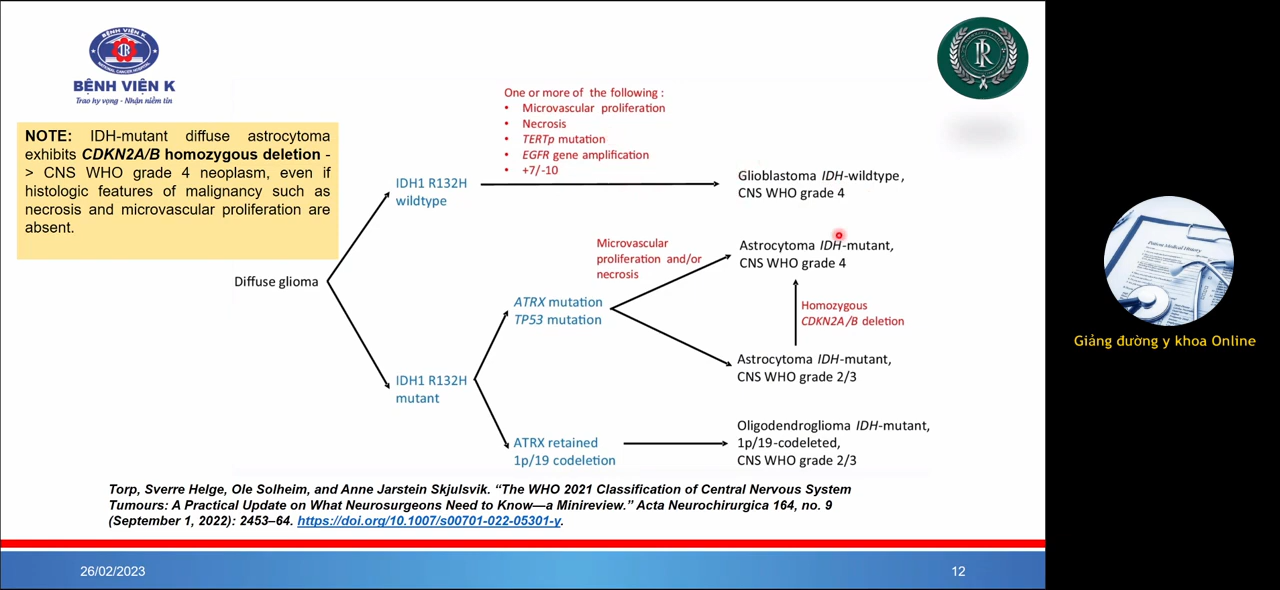 BỆNH VIỆN K
Trao hy vọng - Nhận niềm tin
One or more of the following :
• Microvascular proliferation
• Necrosis
• TERTp mutation
• EGFR gene amplification
• +7/-10
NOTE: IDH-mutant diffuse astrocytoma
exhibits CDKN2A/B homozygous deletion -
> CNS WHO grade 4 neoplasm, even if
histologic features of malignancy such as
necrosis and microvascular proliferation are
absent.
IDH1 R132H
wildtype
Glioblastoma IDH-wildtype,
CNS WHO grade 4
Diffuse glioma
Microvascular
proliferation and/or
necrosis
Astrocytoma IDH-mutant,
CNS WHO grade 4
ATRX mutation
TP53 mutation
Homozygous
CDKN2A/B deletion
Astrocytoma IDH-mutant,
CNS WHO grade 2/3
IDH1 R132H
mutant
ATRX retained
1p/19 codeletion
Oligodendroglioma IDH-mutant,
1p/19-codeleted,
CNS WHO grade 2/3
Torp, Sverre Helge, Ole Solheim, and Anne Jarstein Skjulsvik. “The WHO 2021 Classification of Central Nervous System
Tumours: A Practical Update on What Neurosurgeons Need to Know—a Minireview.” Acta Neurochirurgica 164, no. 9
(September 1, 2022): 2453–64. https://doi.org/10.1007/s00701-022-05301-y.
26/02/2023
12
Giảng đường y khoa Online